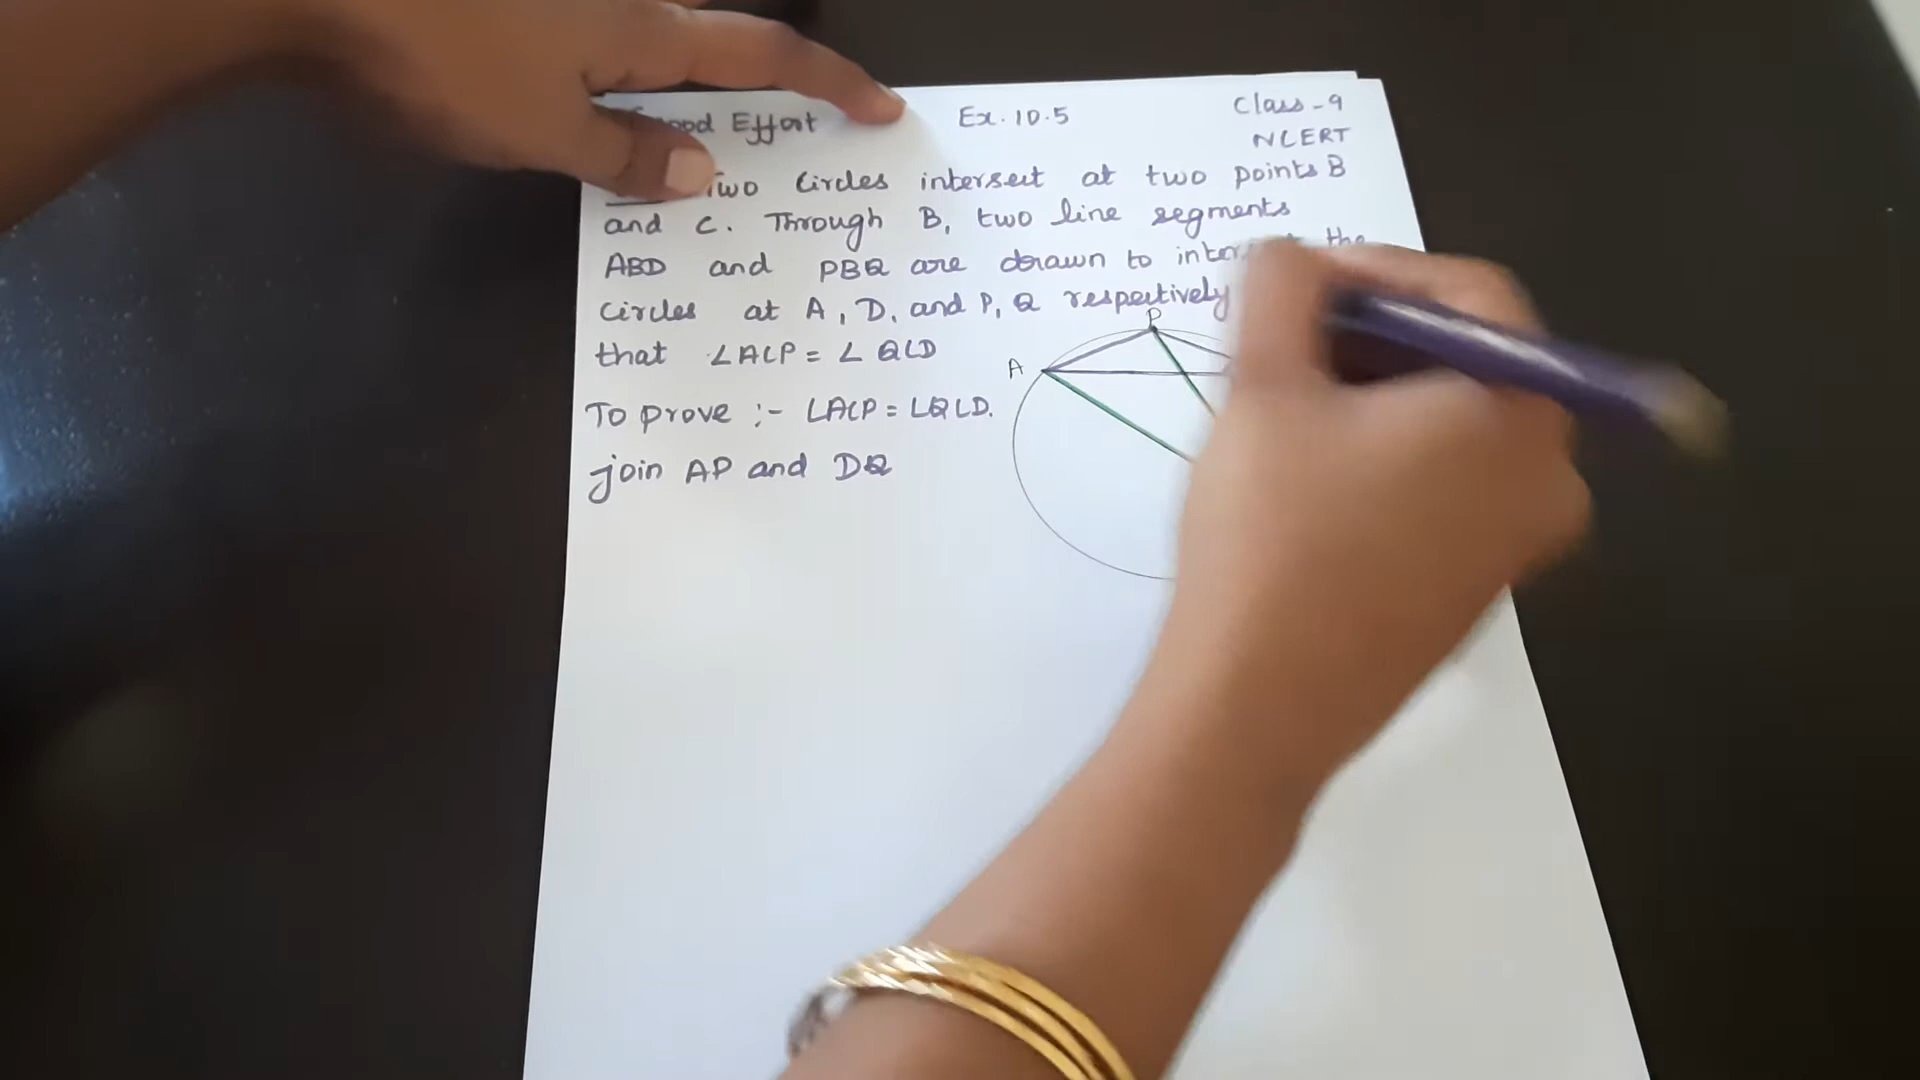 Effort Ex. 10.5 Class-9
NCERT
Two Circles intersect at two points B
and C. Through B, two line segments
ABD and PBQ are drawn to the
Circles at A, D, and P, Q respectively
that ∠ACP = ∠QCD
P
A
To prove :- ∠ACP = ∠QCD.
join AP and DQ